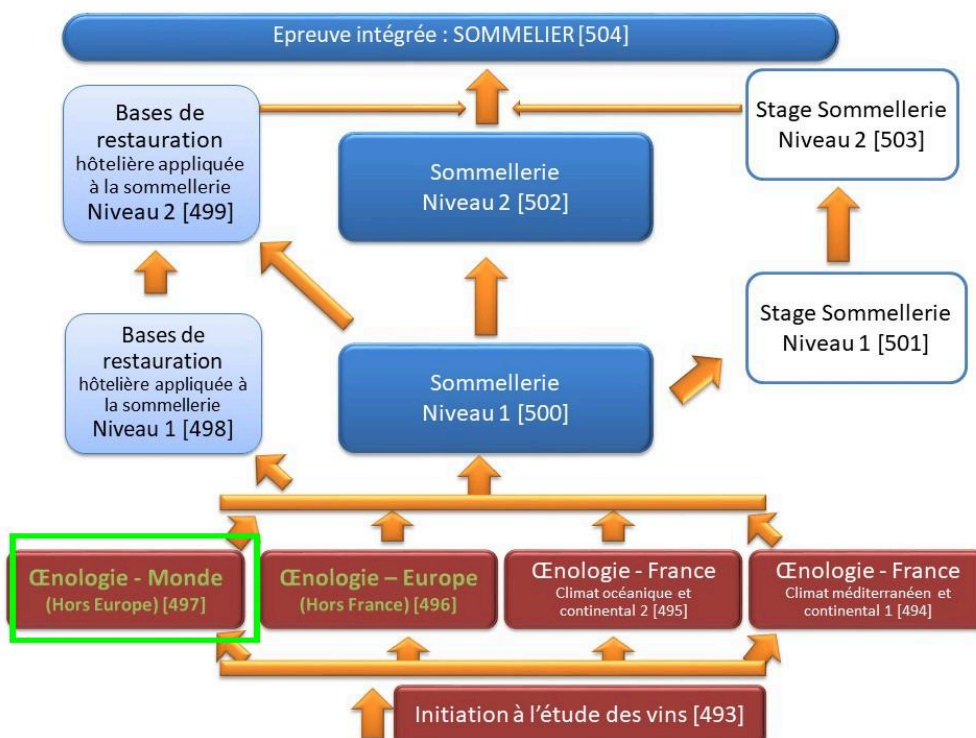 Epreuve intégrée : SOMMELIER [504]
Bases de
restauration
hôtelière appliquée
à la sommellerie
Niveau 2 [499]
Sommellerie
Niveau 2 [502]
Stage Sommellerie
Niveau 2 [503]
Bases de
restauration
hôtelière appliquée à
la sommellerie
Niveau 1 [498]
Sommellerie
Niveau 1 [500]
Stage Sommellerie
Niveau 1 [501]
Œnologie - Monde
(Hors Europe) [497]
Œnologie – Europe
(Hors France) [496]
Œnologie - France
Climat océanique et
continental 2 [495]
Œnologie - France
Climat méditerranéen et
continental 1 [494]
Initiation à l’étude des vins [493]